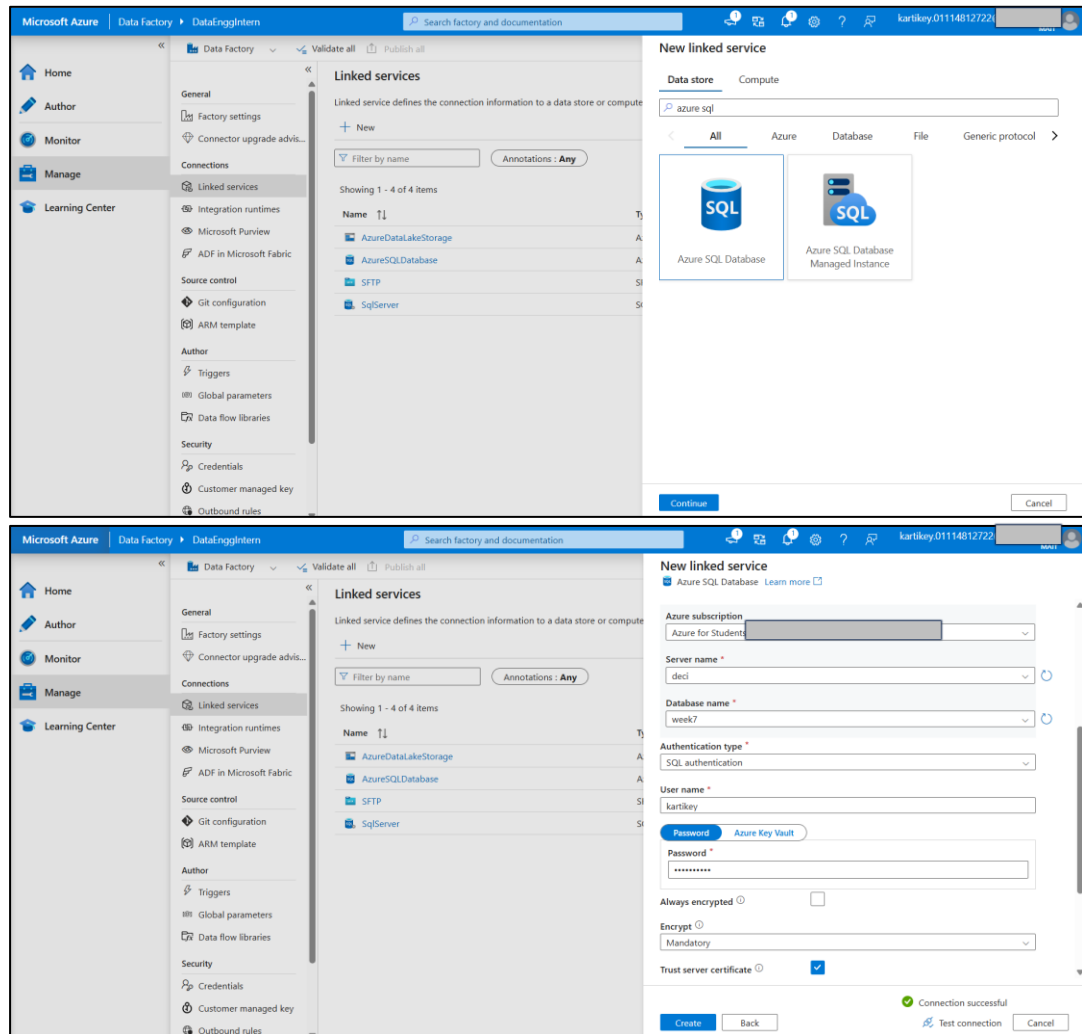 Microsoft Azure | Data Factory ▸ DataEnggIntern Search factory and documentation 1 1 kartikey.01114812722@
« Data Factory Validate all Publish all
Home
Author
Monitor
Manage
Learning Center
«
General
Factory settings
Connector upgrade advis...
Connections
Linked services
Integration runtimes
Microsoft Purview
ADF in Microsoft Fabric
Source control
Git configuration
ARM template
Author
Triggers
Global parameters
Data flow libraries
Security
Credentials
Customer managed key
Outbound rules
Linked services
Linked service defines the connection information to a data store or compute
+ New
Filter by name Annotations : Any
Showing 1 - 4 of 4 items
Name ↑↓
AzureDataLakeStorage
AzureSQLDatabase
SFTP
SqlServer
New linked service
Data store Compute
azure sql
All Azure Database File Generic protocol
SQL SQL
Azure SQL Database
Azure SQL Database
Managed Instance
Continue Cancel
Microsoft Azure | Data Factory ▸ DataEnggIntern Search factory and documentation 1 1 kartikey.01114812722
« Data Factory Validate all Publish all
Home
Author
Monitor
Manage
Learning Center
«
General
Factory settings
Connector upgrade advis...
Connections
Linked services
Integration runtimes
Microsoft Purview
ADF in Microsoft Fabric
Source control
Git configuration
ARM template
Author
Triggers
Global parameters
Data flow libraries
Security
Credentials
Customer managed key
Outbound rules
Linked services
Linked service defines the connection information to a data store or compute
+ New
Filter by name Annotations : Any
Showing 1 - 4 of 4 items
Name ↑↓
AzureDataLakeStorage
AzureSQLDatabase
SFTP
SqlServer
New linked service
Azure SQL Database Learn more
Azure subscription
Azure for Students
Server name *
deci
Database name *
week7
Authentication type *
SQL authentication
User name *
kartikey
Password Azure Key Vault
Password *
••••••••••
Always encrypted
Encrypt
Mandatory
Trust server certificate
Connection successful
Create Back Test connection Cancel